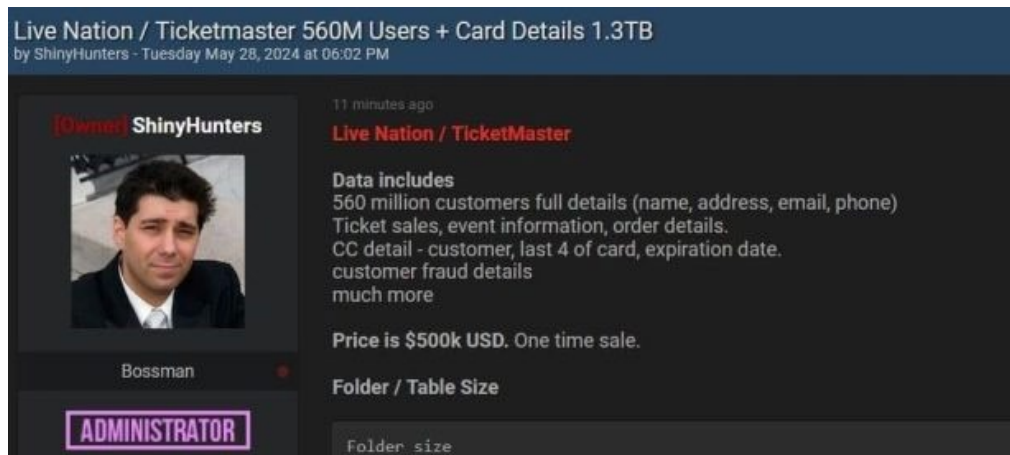 Live Nation / Ticketmaster 560M Users + Card Details 1.3TB
by ShinyHunters - Tuesday May 28, 2024 at 06:02 PM
[Owner] ShinyHunters
Bossman
ADMINISTRATOR
11 minutes ago
Live Nation / TicketMaster
Data includes
560 million customers full details (name, address, email, phone)
Ticket sales, event information, order details.
CC detail - customer, last 4 of card, expiration date.
customer fraud details
much more
Price is $500k USD. One time sale.
Folder / Table Size
Folder size